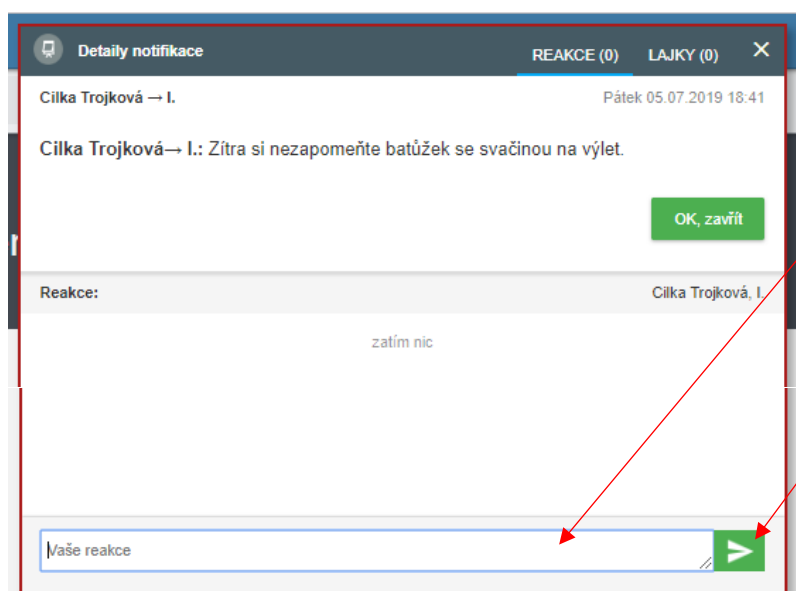 Detaily notifikace REAKCE (0) LAJKY (0)
Cilka Trojková → I. Pátek 05.07.2019 18:41
Cilka Trojková→ I.: Zítra si nezapomeňte batůžek se svačinou na výlet.
OK, zavřít
Reakce: Cilka Trojková, I.
zatím nic
Vaše reakce